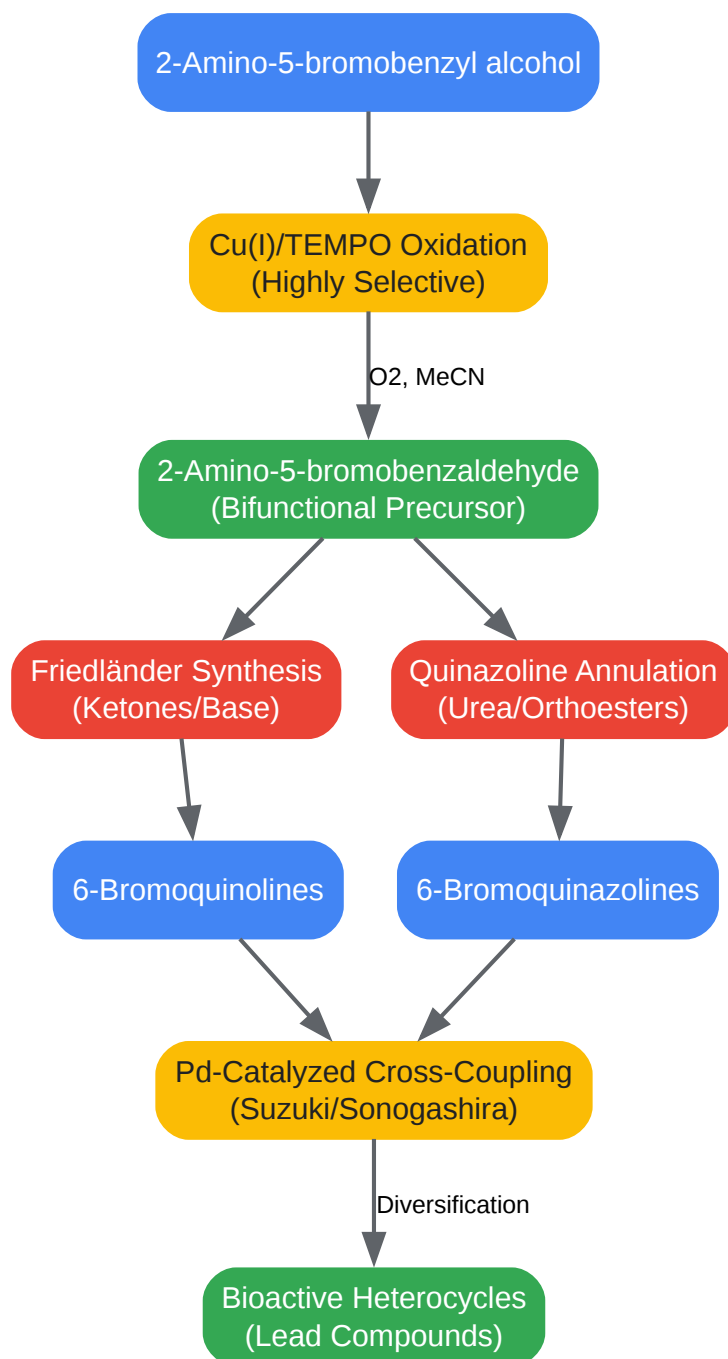 2-Amino-5-bromobenzyl alcohol
Cu(I)/TEMPO Oxidation
(Highly Selective)
O2, MeCN
2-Amino-5-bromobenzaldehyde
(Bifunctional Precursor)
Friedländer Synthesis
(Ketones/Base)
Quinazoline Annulation
(Urea/Orthoesters)
6-Bromoquinolines
6-Bromoquinazolines
Pd-Catalyzed Cross-Coupling
(Suzuki/Sonogashira)
Diversification
Bioactive Heterocycles
(Lead Compounds)